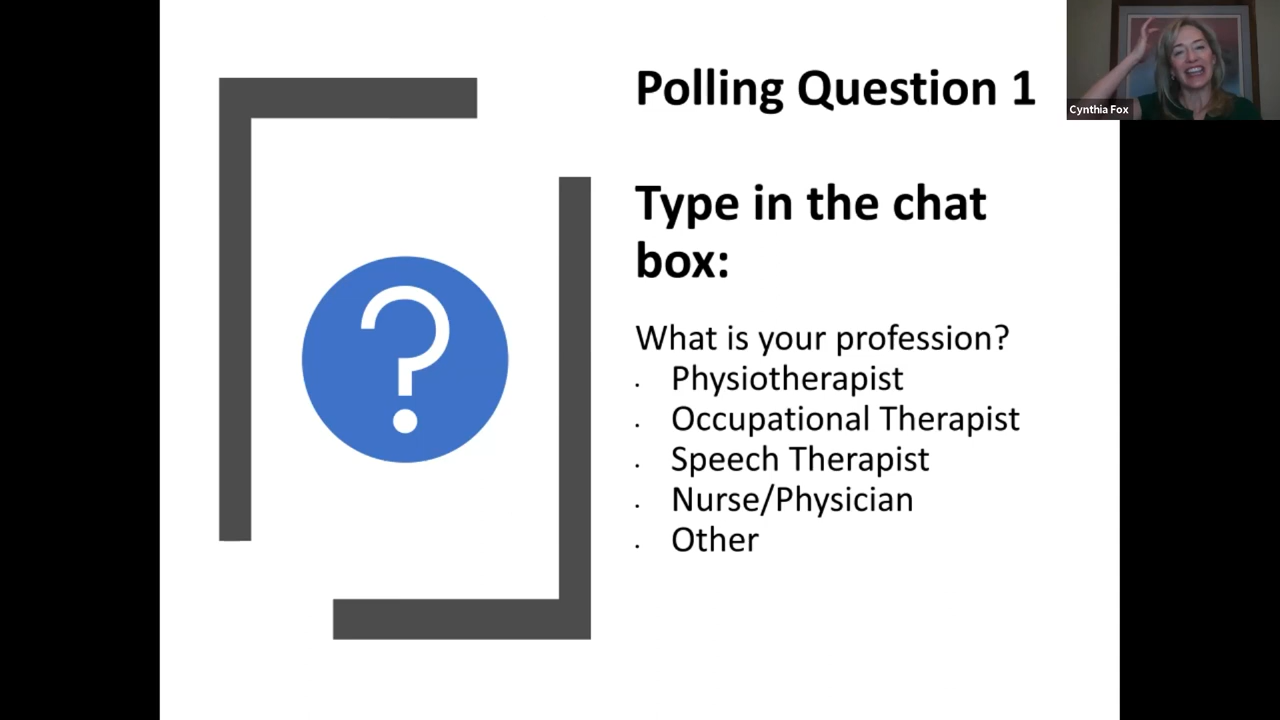 Polling Question 1
Cynthia Fox
Type in the chat
box:
What is your profession?
. Physiotherapist
. Occupational Therapist
. Speech Therapist
. Nurse/Physician
. Other
?